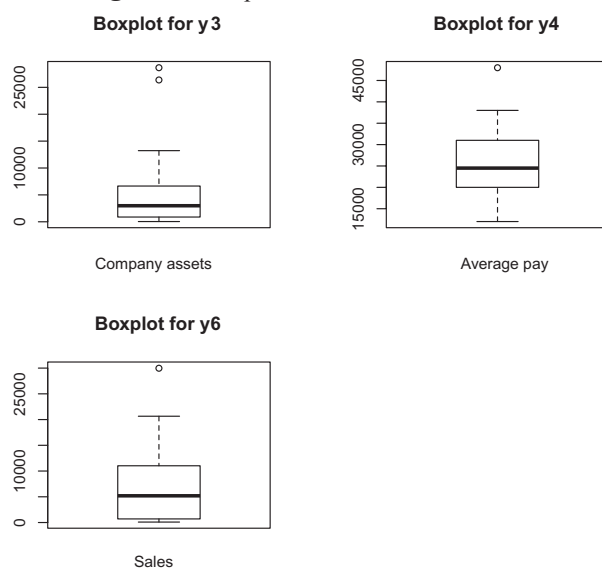 Boxplot for y3
25000
10000
0
Company assets
Boxplot for y4
45000
30000
15000
Average pay
Boxplot for y6
25000
10000
0
Sales